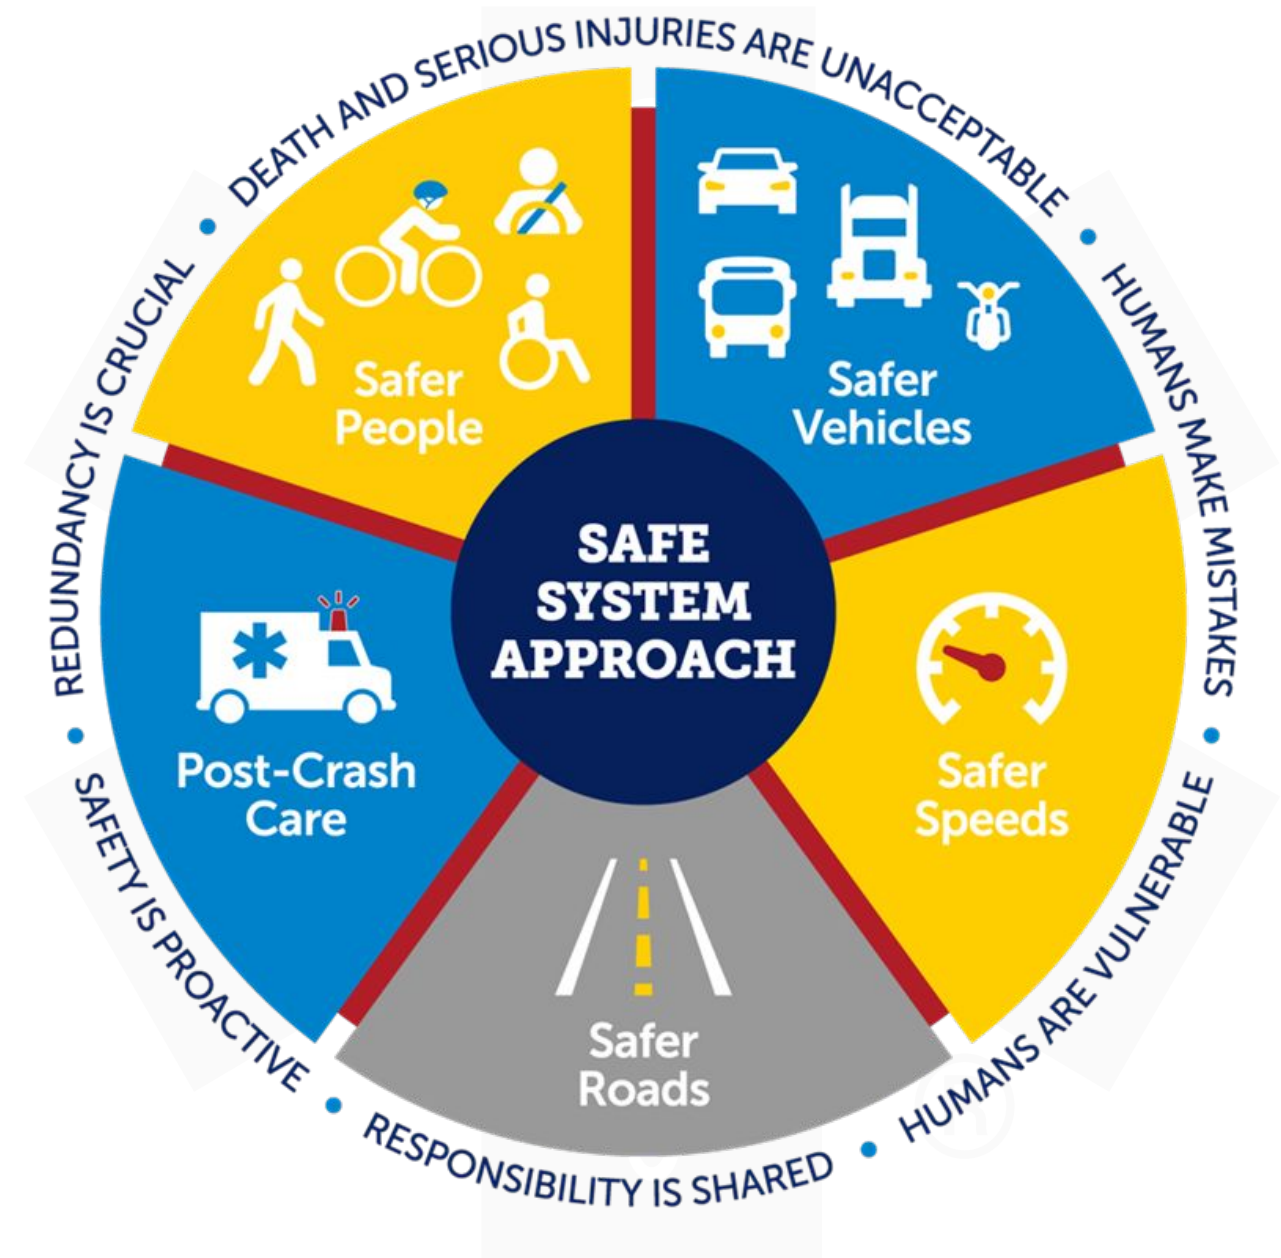 DEATH AND SERIOUS INJURIES ARE UNACCEPTABLE
HUMANS MAKE MISTAKES
HUMANS ARE VULNERABLE
RESPONSIBILITY IS SHARED
SAFETY IS PROACTIVE
REDUNDANCY IS CRUCIAL
Safer
People
Safer
Vehicles
SAFE
SYSTEM
APPROACH
Post-Crash
Care
Safer
Speeds
Safer
Roads